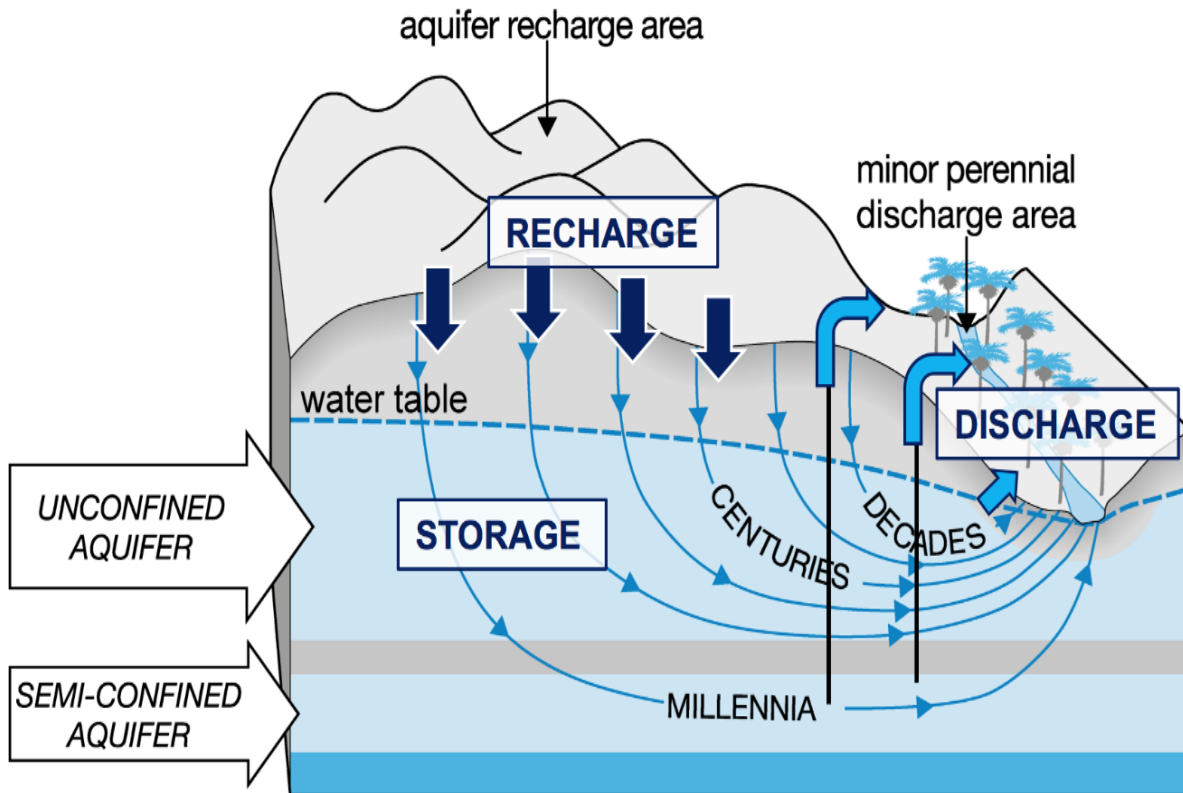 aquifer recharge area
minor perennial
discharge area
RECHARGE
water table
DISCHARGE
UNCONFINED
AQUIFER
STORAGE
CENTURIES
DECADES
SEMI-CONFINED
AQUIFER
MILLENNIA